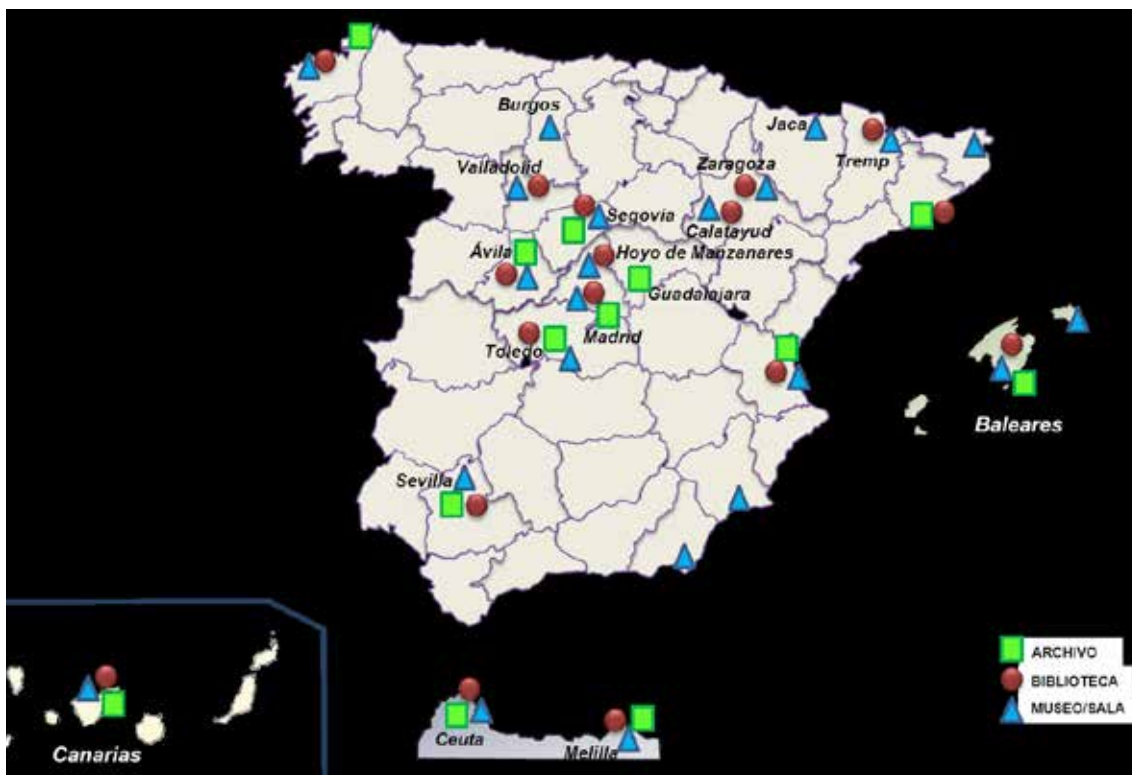 Burgos
Jaca
Valladolid
Zaragoza
Tremp
Segovia
Calatayud
Ávila
Hoyo de Manzanares
Guadalajara
Madrid
Toledo
Baleares
Sevilla
ARCHIVO
BIBLIOTECA
MUSEO/SALA
Canarias
Ceuta
Melilla